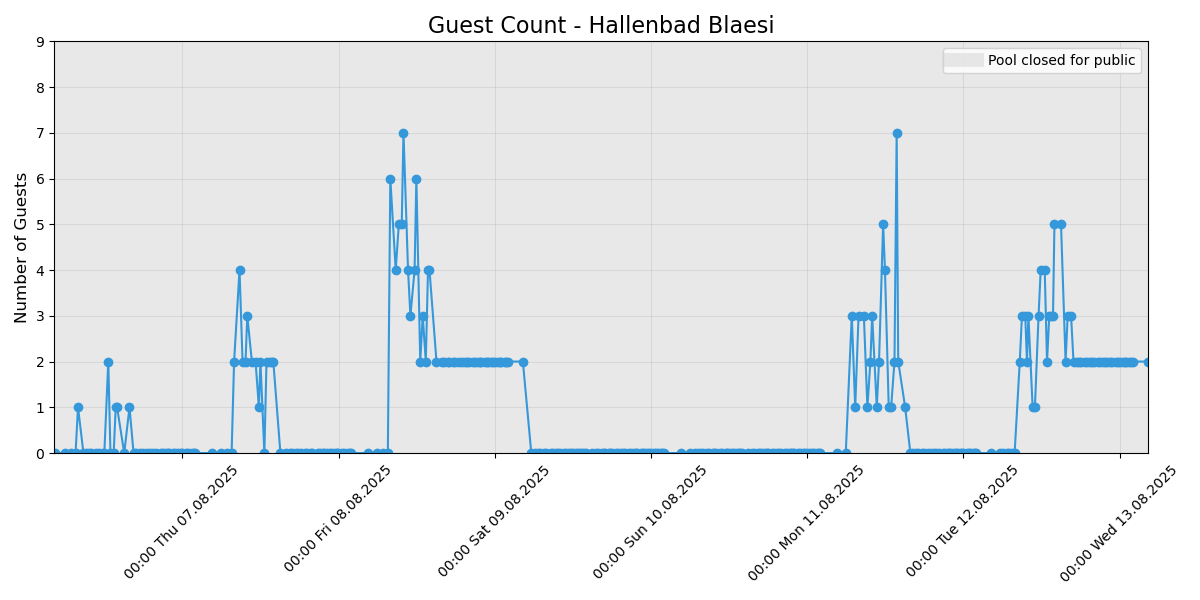 Guest Count - Hallenbad Blaesi
Pool closed for public
Number of Guests
9
8
7
6
5
4
3
2
1
0
00:00 Thu 07.08.2025
00:00 Fri 08.08.2025
00:00 Sat 09.08.2025
00:00 Sun 10.08.2025
00:00 Mon 11.08.2025
00:00 Tue 12.08.2025
00:00 Wed 13.08.2025